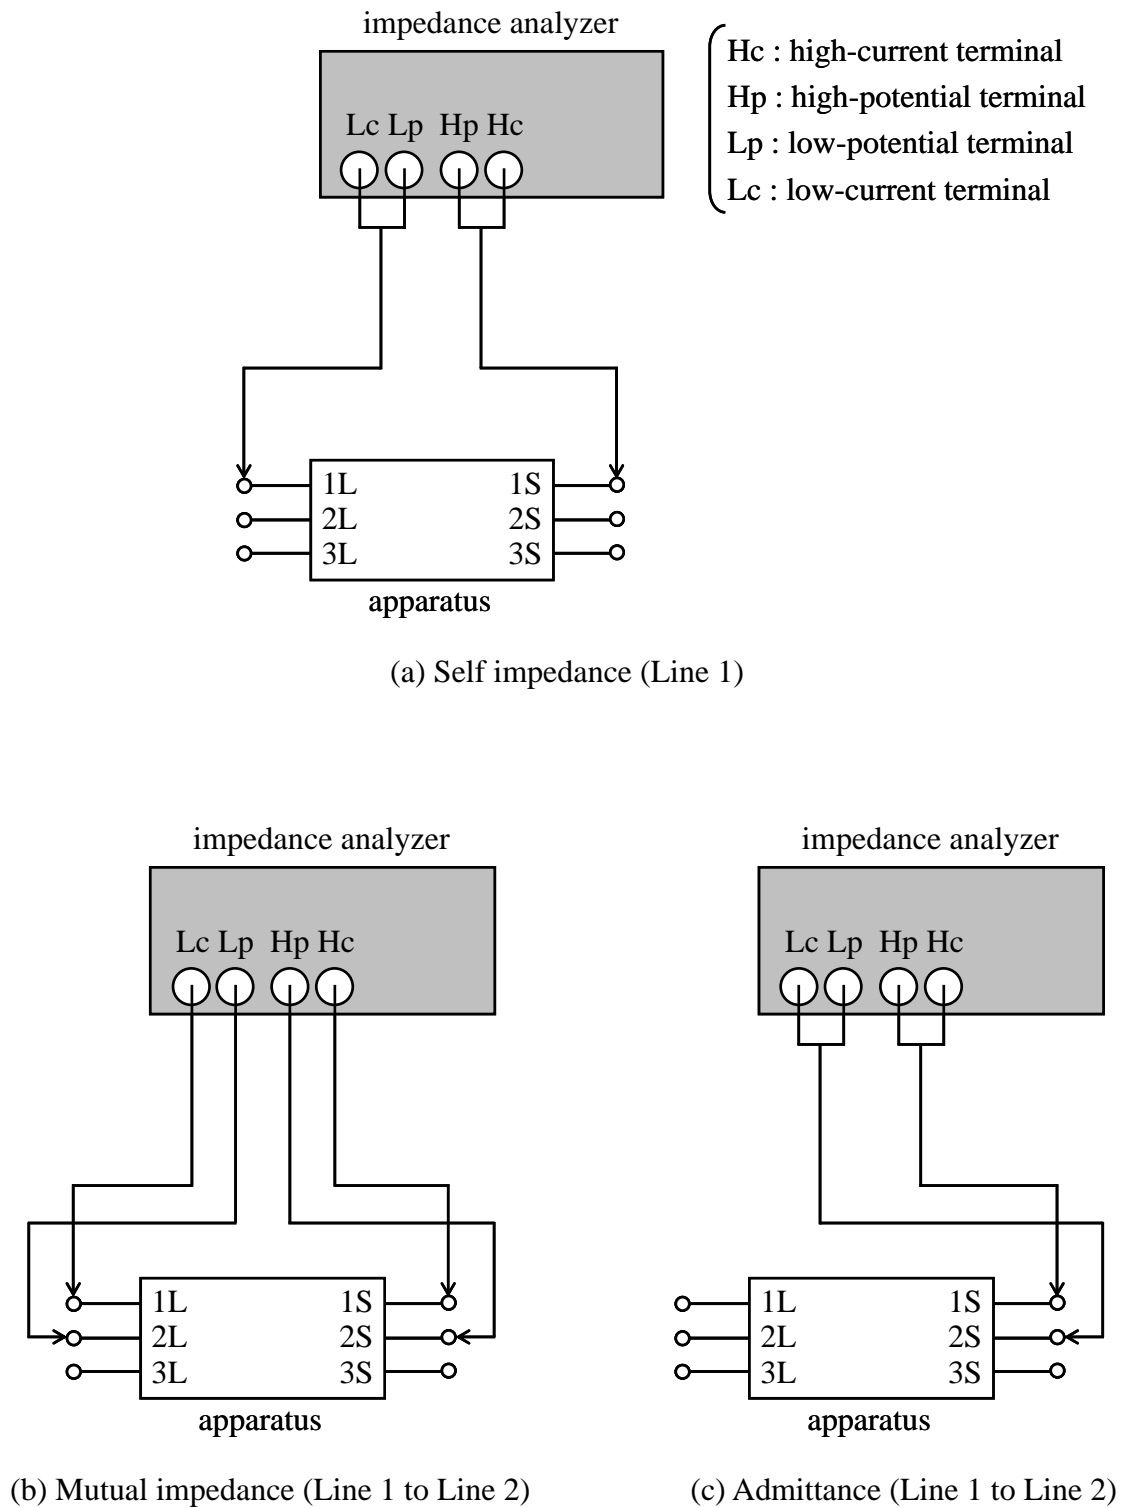 impedance analyzer
Lc Lp Hp Hc
Hc : high-current terminal
Hp : high-potential terminal
Lp : low-potential terminal
Lc : low-current terminal
1L 1S
2L 2S
3L 3S
apparatus
(a) Self impedance (Line 1)
impedance analyzer
Lc Lp Hp Hc
1L 1S
2L 2S
3L 3S
apparatus
(b) Mutual impedance (Line 1 to Line 2)
impedance analyzer
Lc Lp Hp Hc
1L 1S
2L 2S
3L 3S
apparatus
(c) Admittance (Line 1 to Line 2)